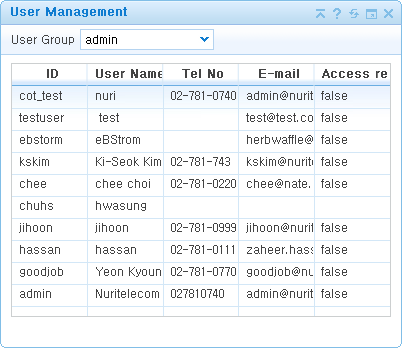 User Management
User Group admin
ID User Name Tel No E-mail Access re
cot_test nuri 02-781-0740 admin@nurit false
testuser test test@test.co false
ebstorm eBStrom herbwaffle@ false
kskim Ki-Seok Kim 02-781-743 kskim@nurite false
chee chee choi 02-781-0220 chee@nate. false
chuhs hwasung false
jihoon jihoon 02-781-0999 jihoon@nurit false
hassan hassan 02-781-0111 zaheer.hass false
goodjob Yeon Kyoun 02-781-0770 goodjob@nu false
admin Nuritelecom 027810740 admin@nurit false